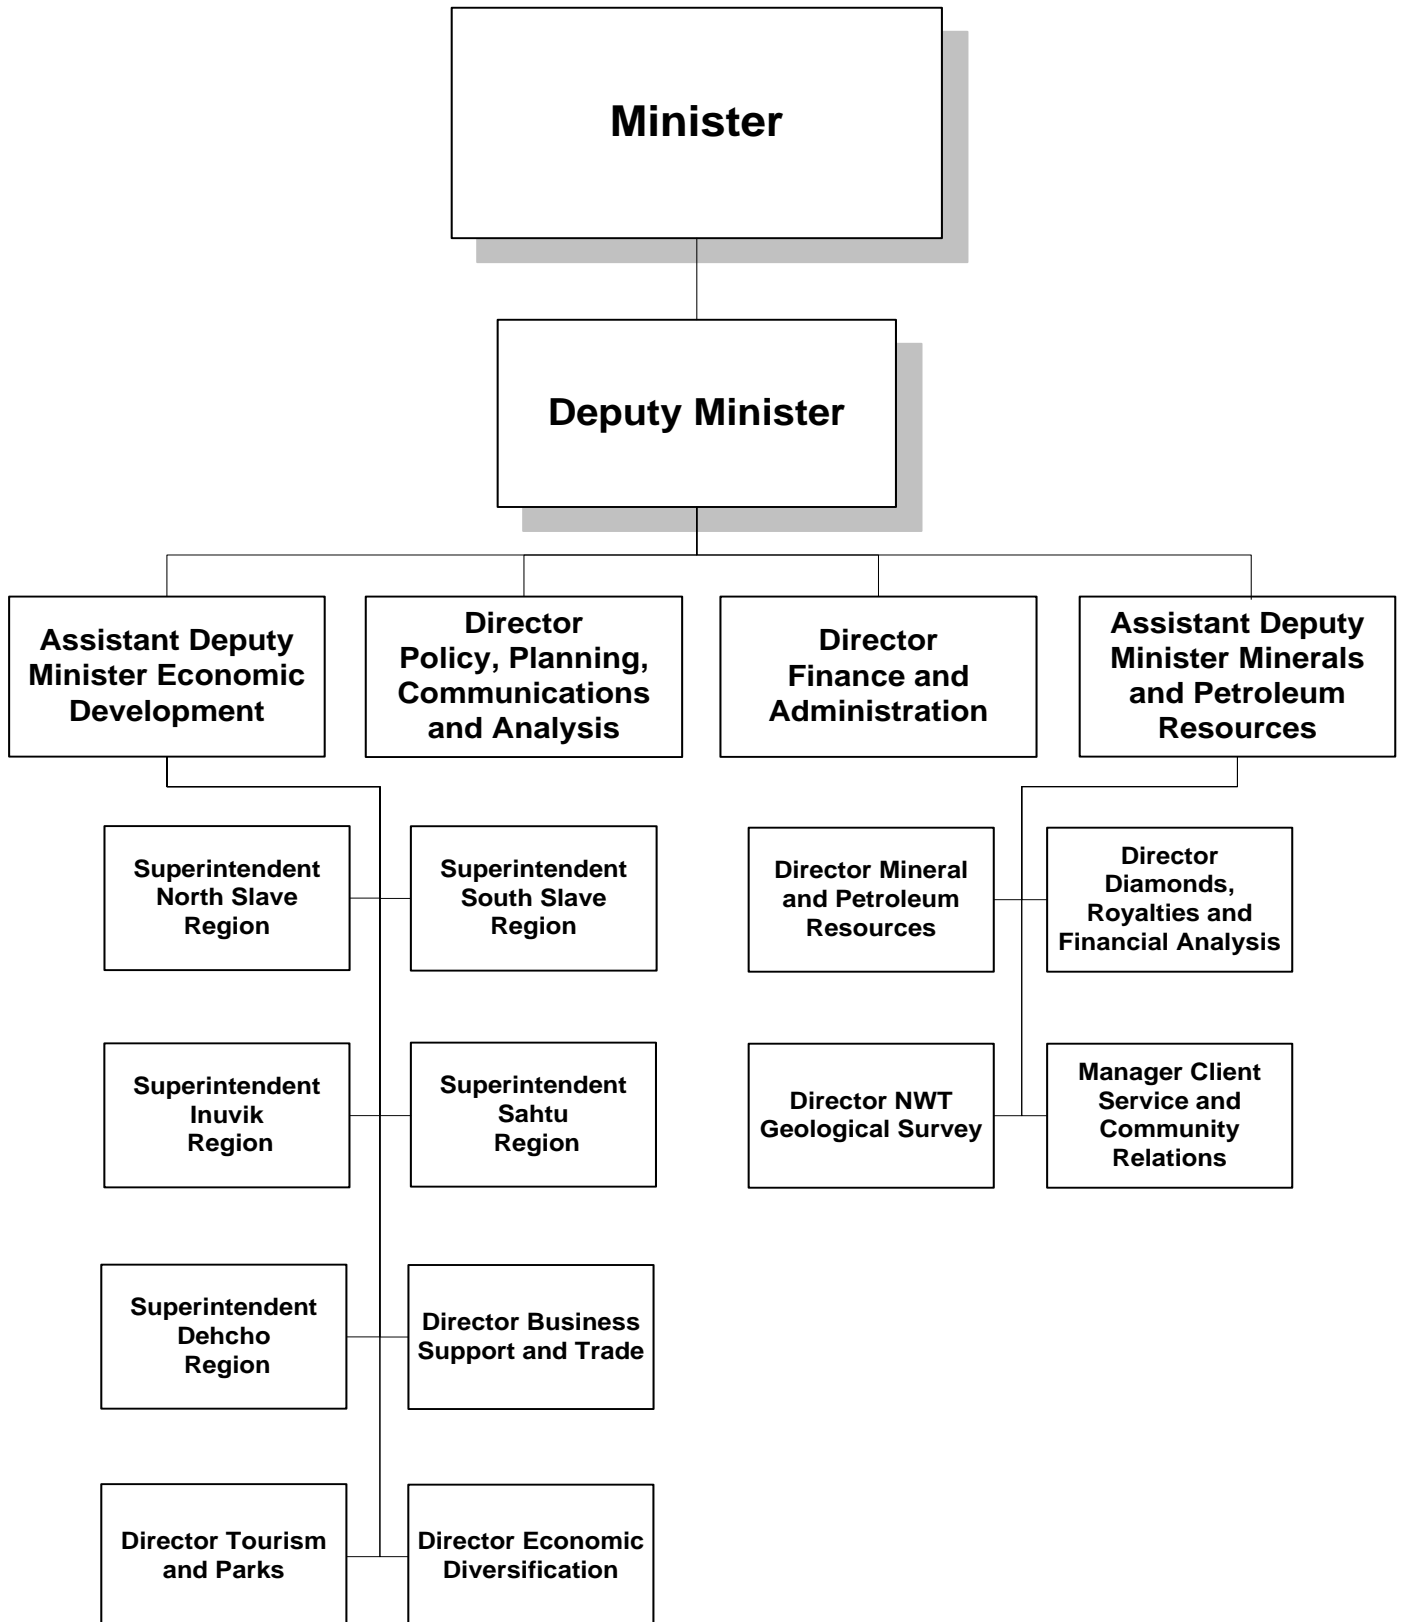 Minister
Deputy Minister
Assistant Deputy
Minister Economic
Development
Director
Policy, Planning,
Communications
and Analysis
Director
Finance and
Administration
Assistant Deputy
Minister Minerals
and Petroleum
Resources
Superintendent
North Slave
Region
Superintendent
South Slave
Region
Director Mineral
and Petroleum
Resources
Director
Diamonds,
Royalties and
Financial Analysis
Superintendent
Inuvik
Region
Superintendent
Sahtu
Region
Director NWT
Geological Survey
Manager Client
Service and
Community
Relations
Superintendent
Dehcho
Region
Director Business
Support and Trade
Director Tourism
and Parks
Director Economic
Diversification